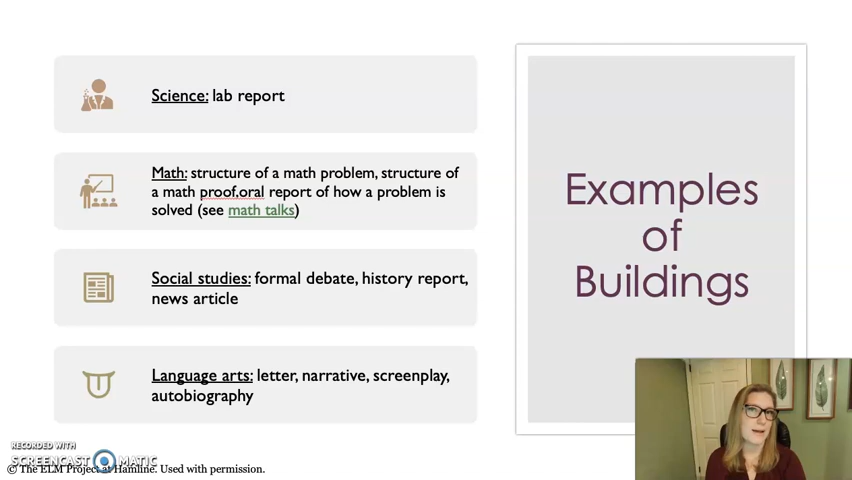 Science: lab report
Math: structure of a math problem, structure of
a math proof,oral report of how a problem is
solved (see math talks)
Social studies: formal debate, history report,
news article
Language arts: letter, narrative, screenplay,
autobiography
Examples
of
Buildings
RECORDED WITH
SCREENCAST MATIC
© The ELM Project at Hamline. Used with permission.